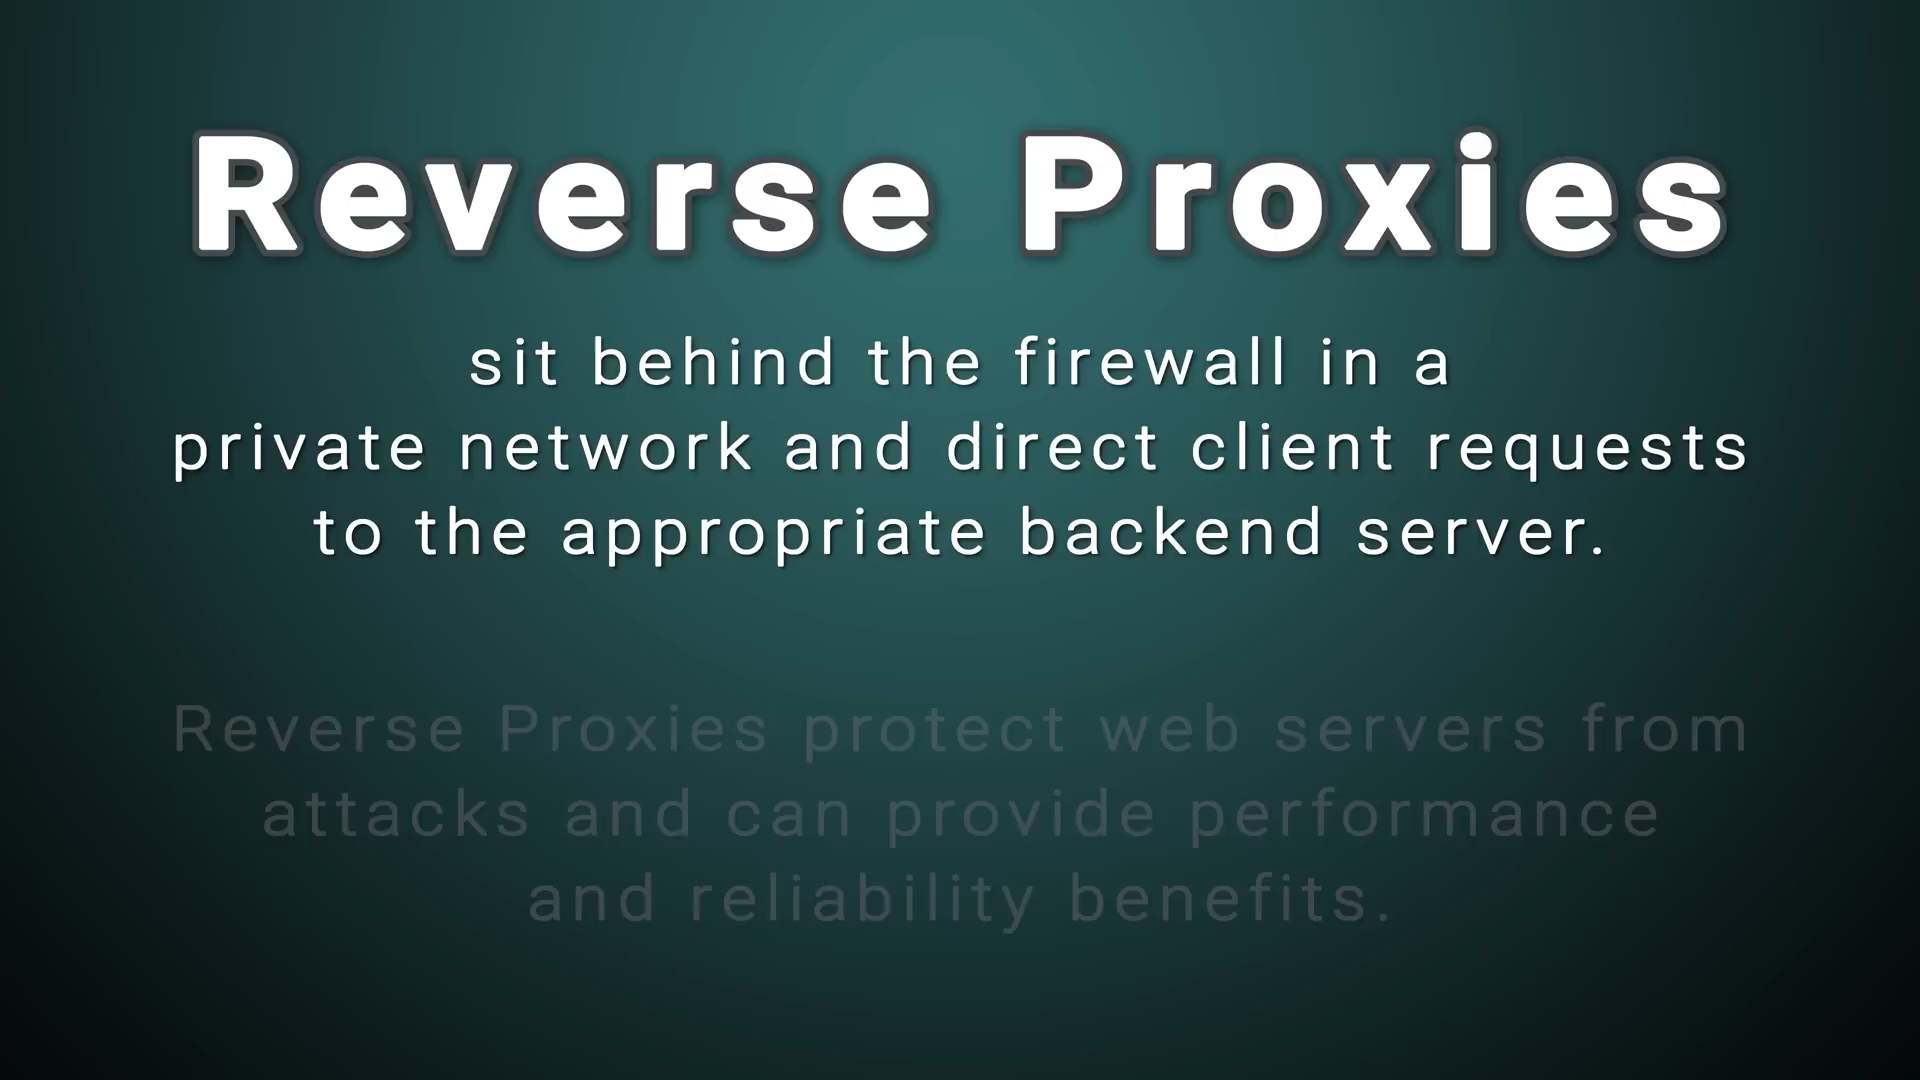 Reverse Proxies
sit behind the firewall in a
private network and direct client requests
to the appropriate backend server.
Reverse Proxies protect web servers from
attacks and can provide performance
and reliability benefits.